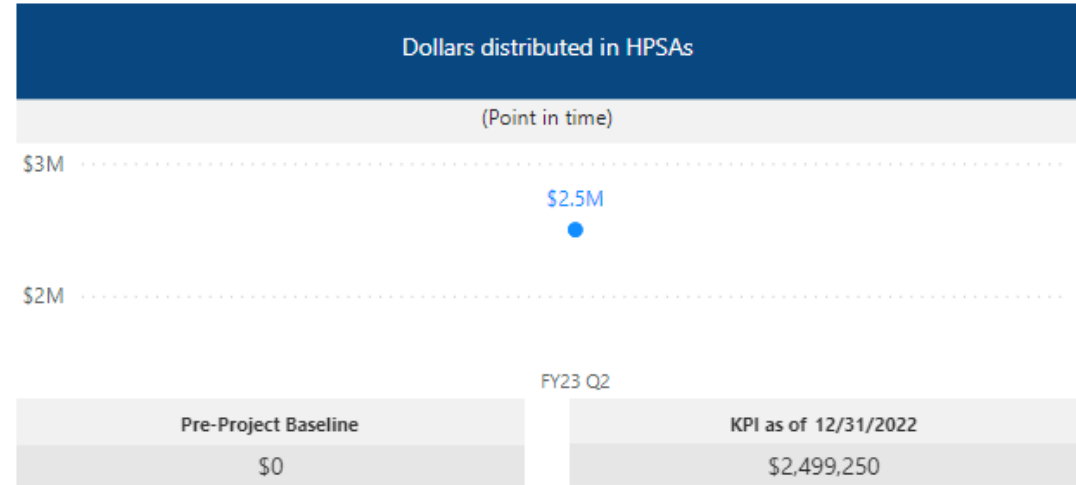 Dollars distributed in HPSAs
(Point in time)
$3M
$2.5M
$2M
FY23 Q2
Pre-Project Baseline
KPI as of 12/31/2022
$0
$2,499,250